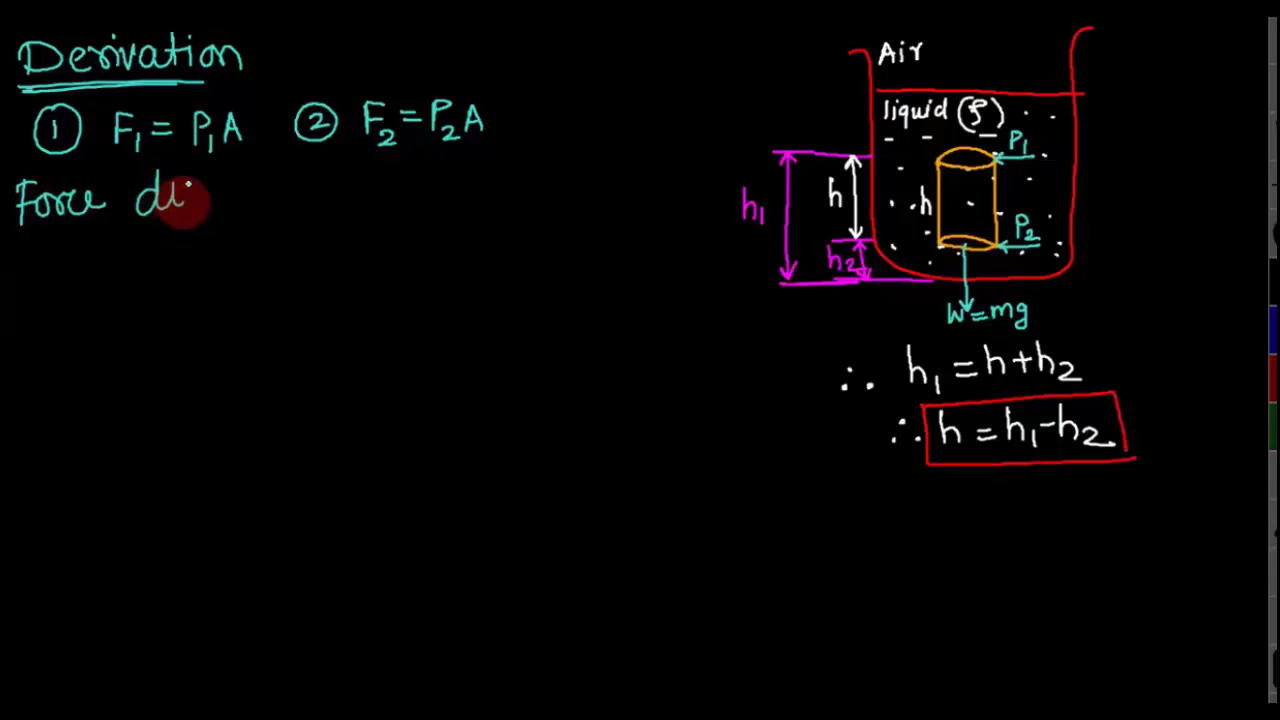 Derivation
① F₁ = P₁A ② F₂ = P₂A
Force di
Air
liquid (ρ)
P₁
h₁
h
h
P₂
h₂
W=mg
∴ h₁ = h+h₂
∴ h = h₁-h₂